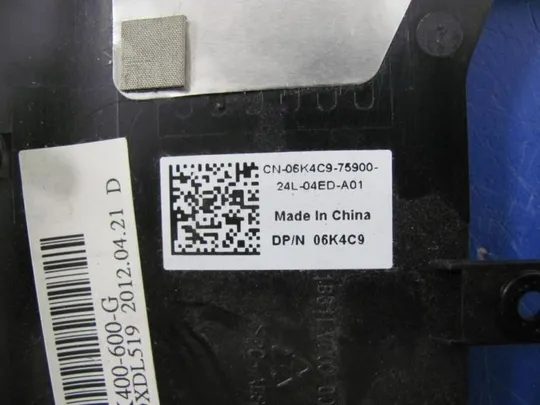 CN-06K4C9-75900-
24L-04ED-A01
Made In China
DP/N 06K4C9
400-600-G
XDL519 2012.04.21 D